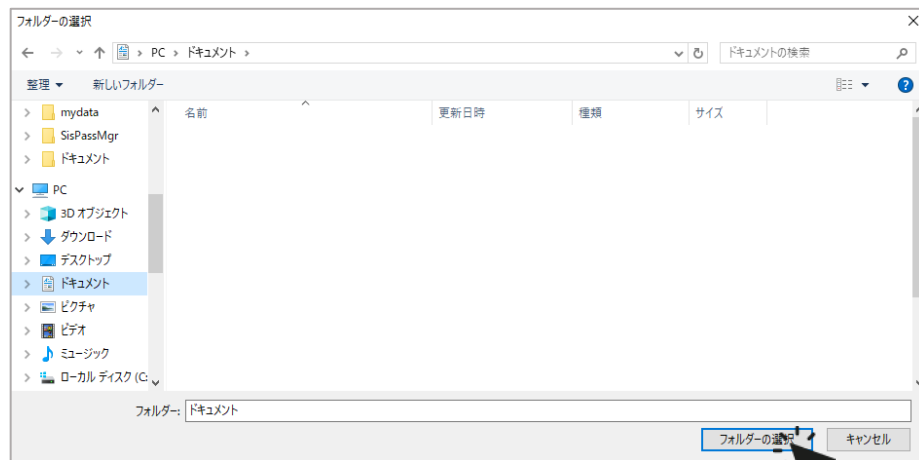 フォルダーの選択
PC › ドキュメント ›
ドキュメントの検索
整理 新しいフォルダー
名前 更新日時 種類 サイズ
mydata
SisPassMgr
ドキュメント
PC
3D オブジェクト
ダウンロード
デスクトップ
ドキュメント
ピクチャ
ビデオ
ミュージック
ローカル ディスク (C:
フォルダー: ドキュメント
フォルダーの選択 キャンセル